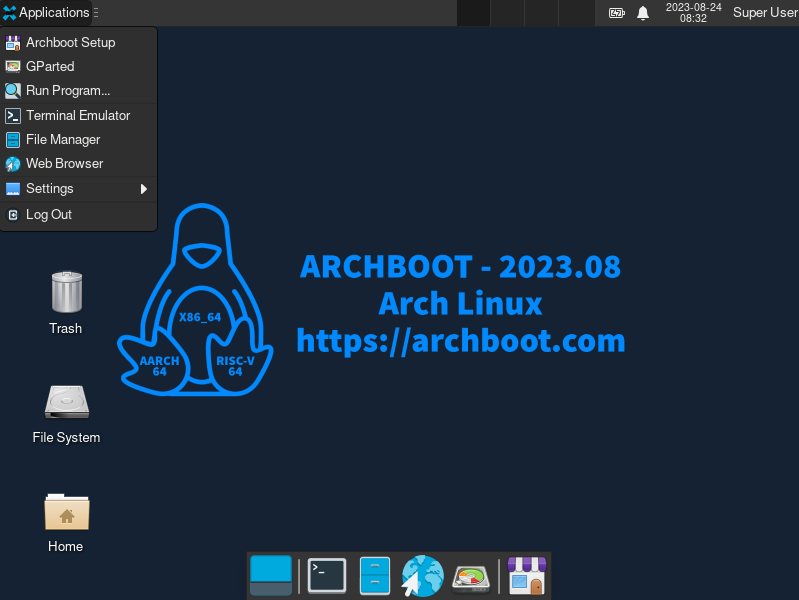 Applications
2023-08-24
08:32
Super User
Archboot Setup
GParted
Run Program...
Terminal Emulator
File Manager
Web Browser
Settings
Log Out
Trash
File System
Home
X86_64
AARCH
64
RISC-V
64
ARCHBOOT - 2023.08
Arch Linux
https://archboot.com
>_
>_